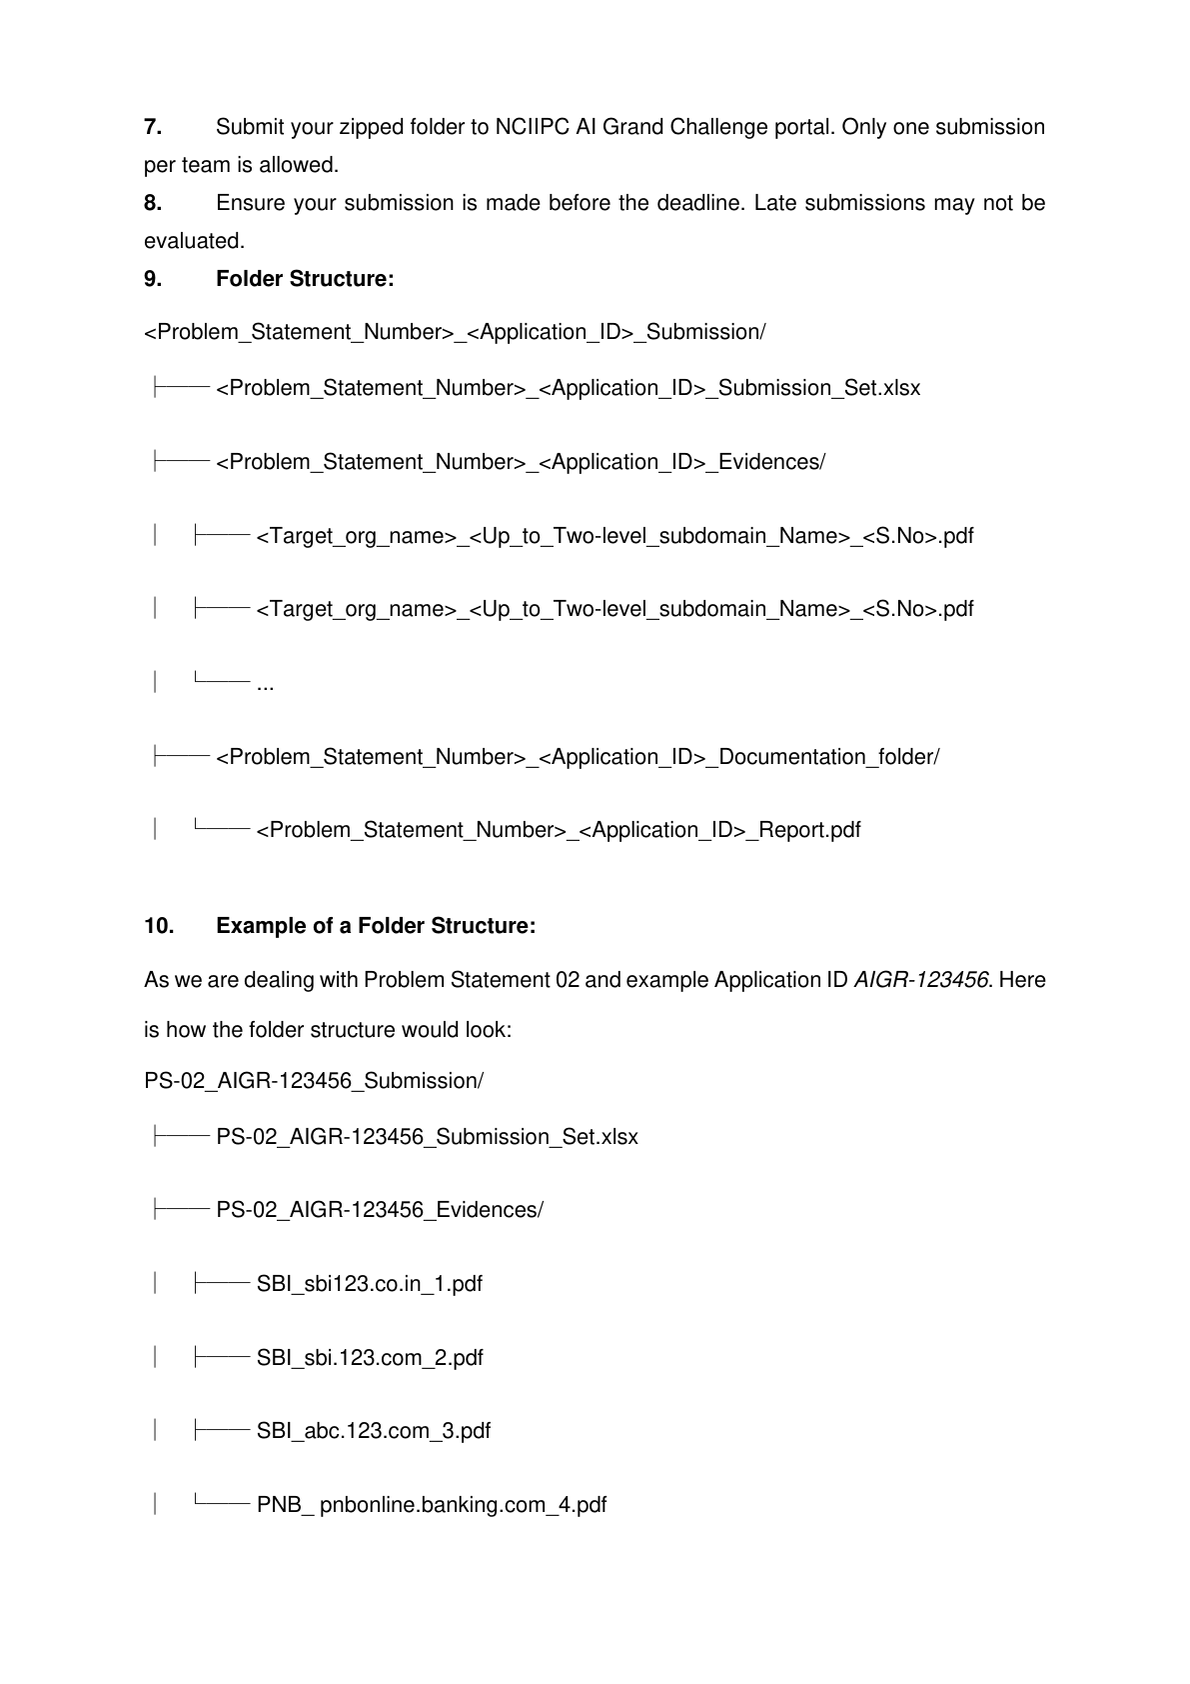 7. Submit your zipped folder to NCIIPC AI Grand Challenge portal. Only one submission
per team is allowed.
8. Ensure your submission is made before the deadline. Late submissions may not be
evaluated.
9. Folder Structure:
<Problem_Statement_Number>_<Application_ID>_Submission/
├── <Problem_Statement_Number>_<Application_ID>_Submission_Set.xlsx
├── <Problem_Statement_Number>_<Application_ID>_Evidences/
│ ├── <Target_org_name>_<Up_to_Two-level_subdomain_Name>_<S.No>.pdf
│ ├── <Target_org_name>_<Up_to_Two-level_subdomain_Name>_<S.No>.pdf
│ └── ...
├── <Problem_Statement_Number>_<Application_ID>_Documentation_folder/
│ └── <Problem_Statement_Number>_<Application_ID>_Report.pdf
10. Example of a Folder Structure:
As we are dealing with Problem Statement 02 and example Application ID AIGR-123456. Here
is how the folder structure would look:
PS-02_AIGR-123456_Submission/
├── PS-02_AIGR-123456_Submission_Set.xlsx
├── PS-02_AIGR-123456_Evidences/
│ ├── SBI_sbi123.co.in_1.pdf
│ ├── SBI_sbi.123.com_2.pdf
│ ├── SBI_abc.123.com_3.pdf
│ └── PNB_ pnbonline.banking.com_4.pdf